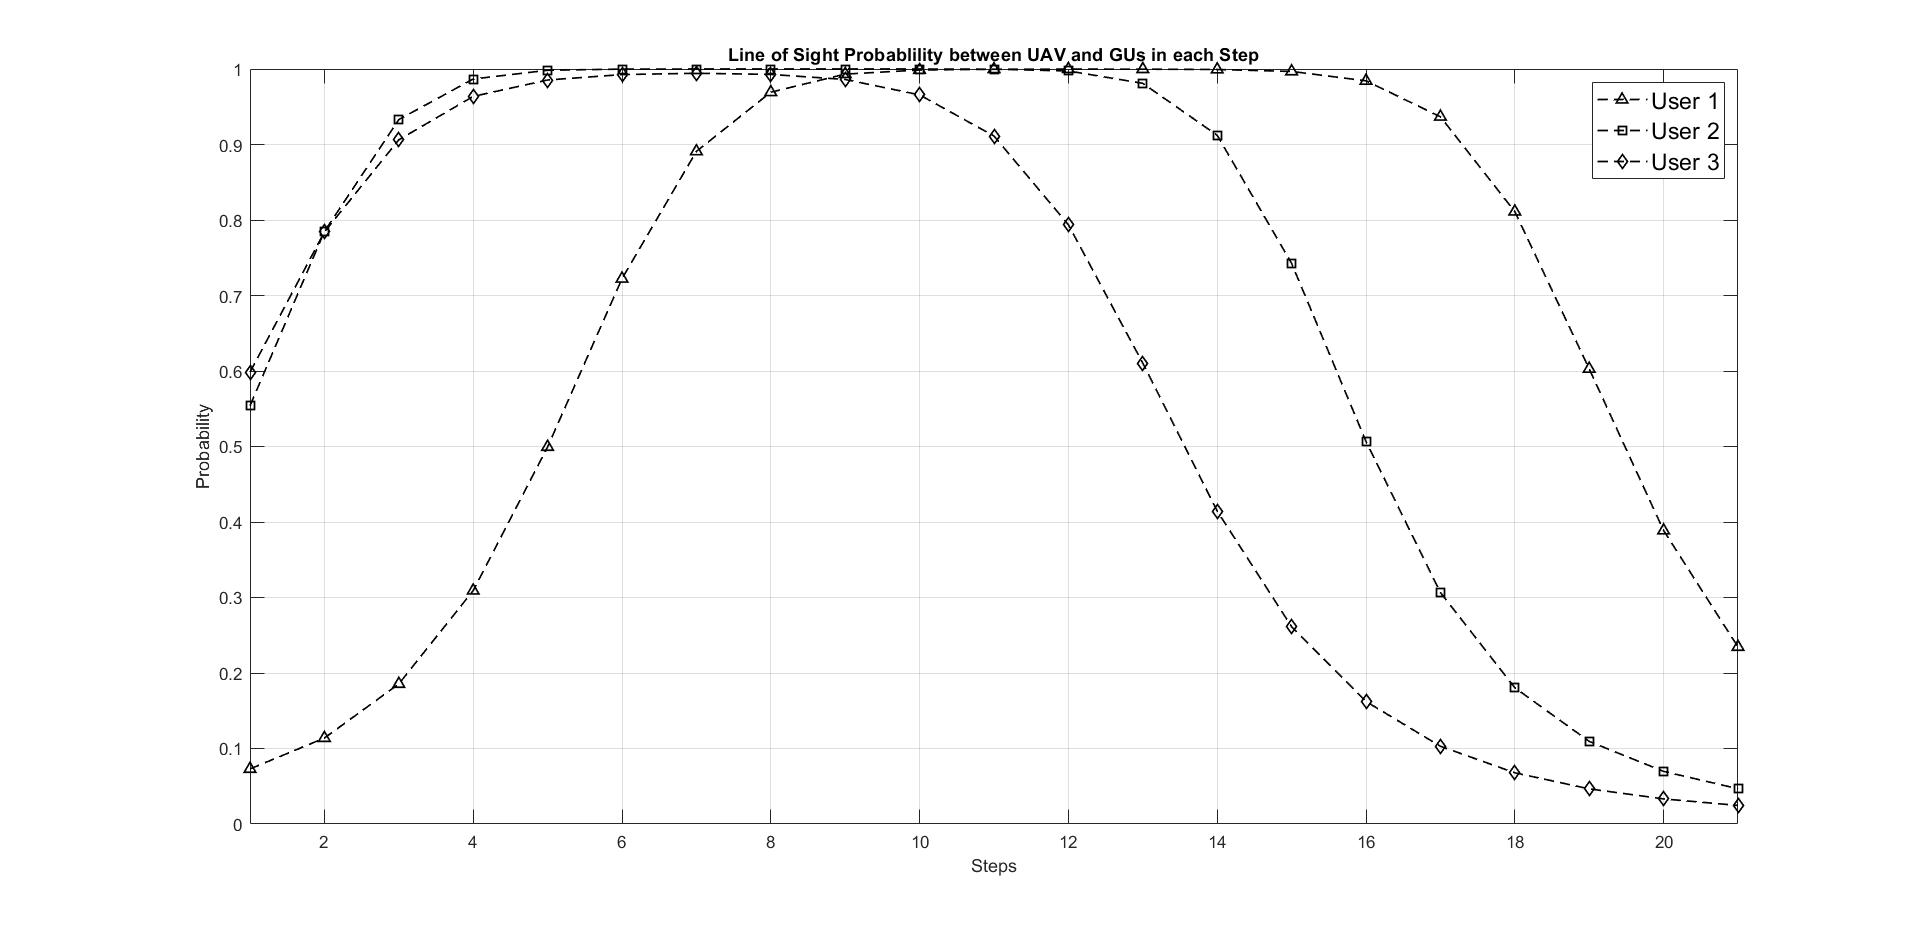 Line of Sight Probablility between UAV and GUs in each Step
1
0.9
0.8
0.7
0.6
0.5
0.4
0.3
0.2
0.1
0
Probability
User 1
User 2
User 3
2 4 6 8 10 12 14 16 18 20
Steps